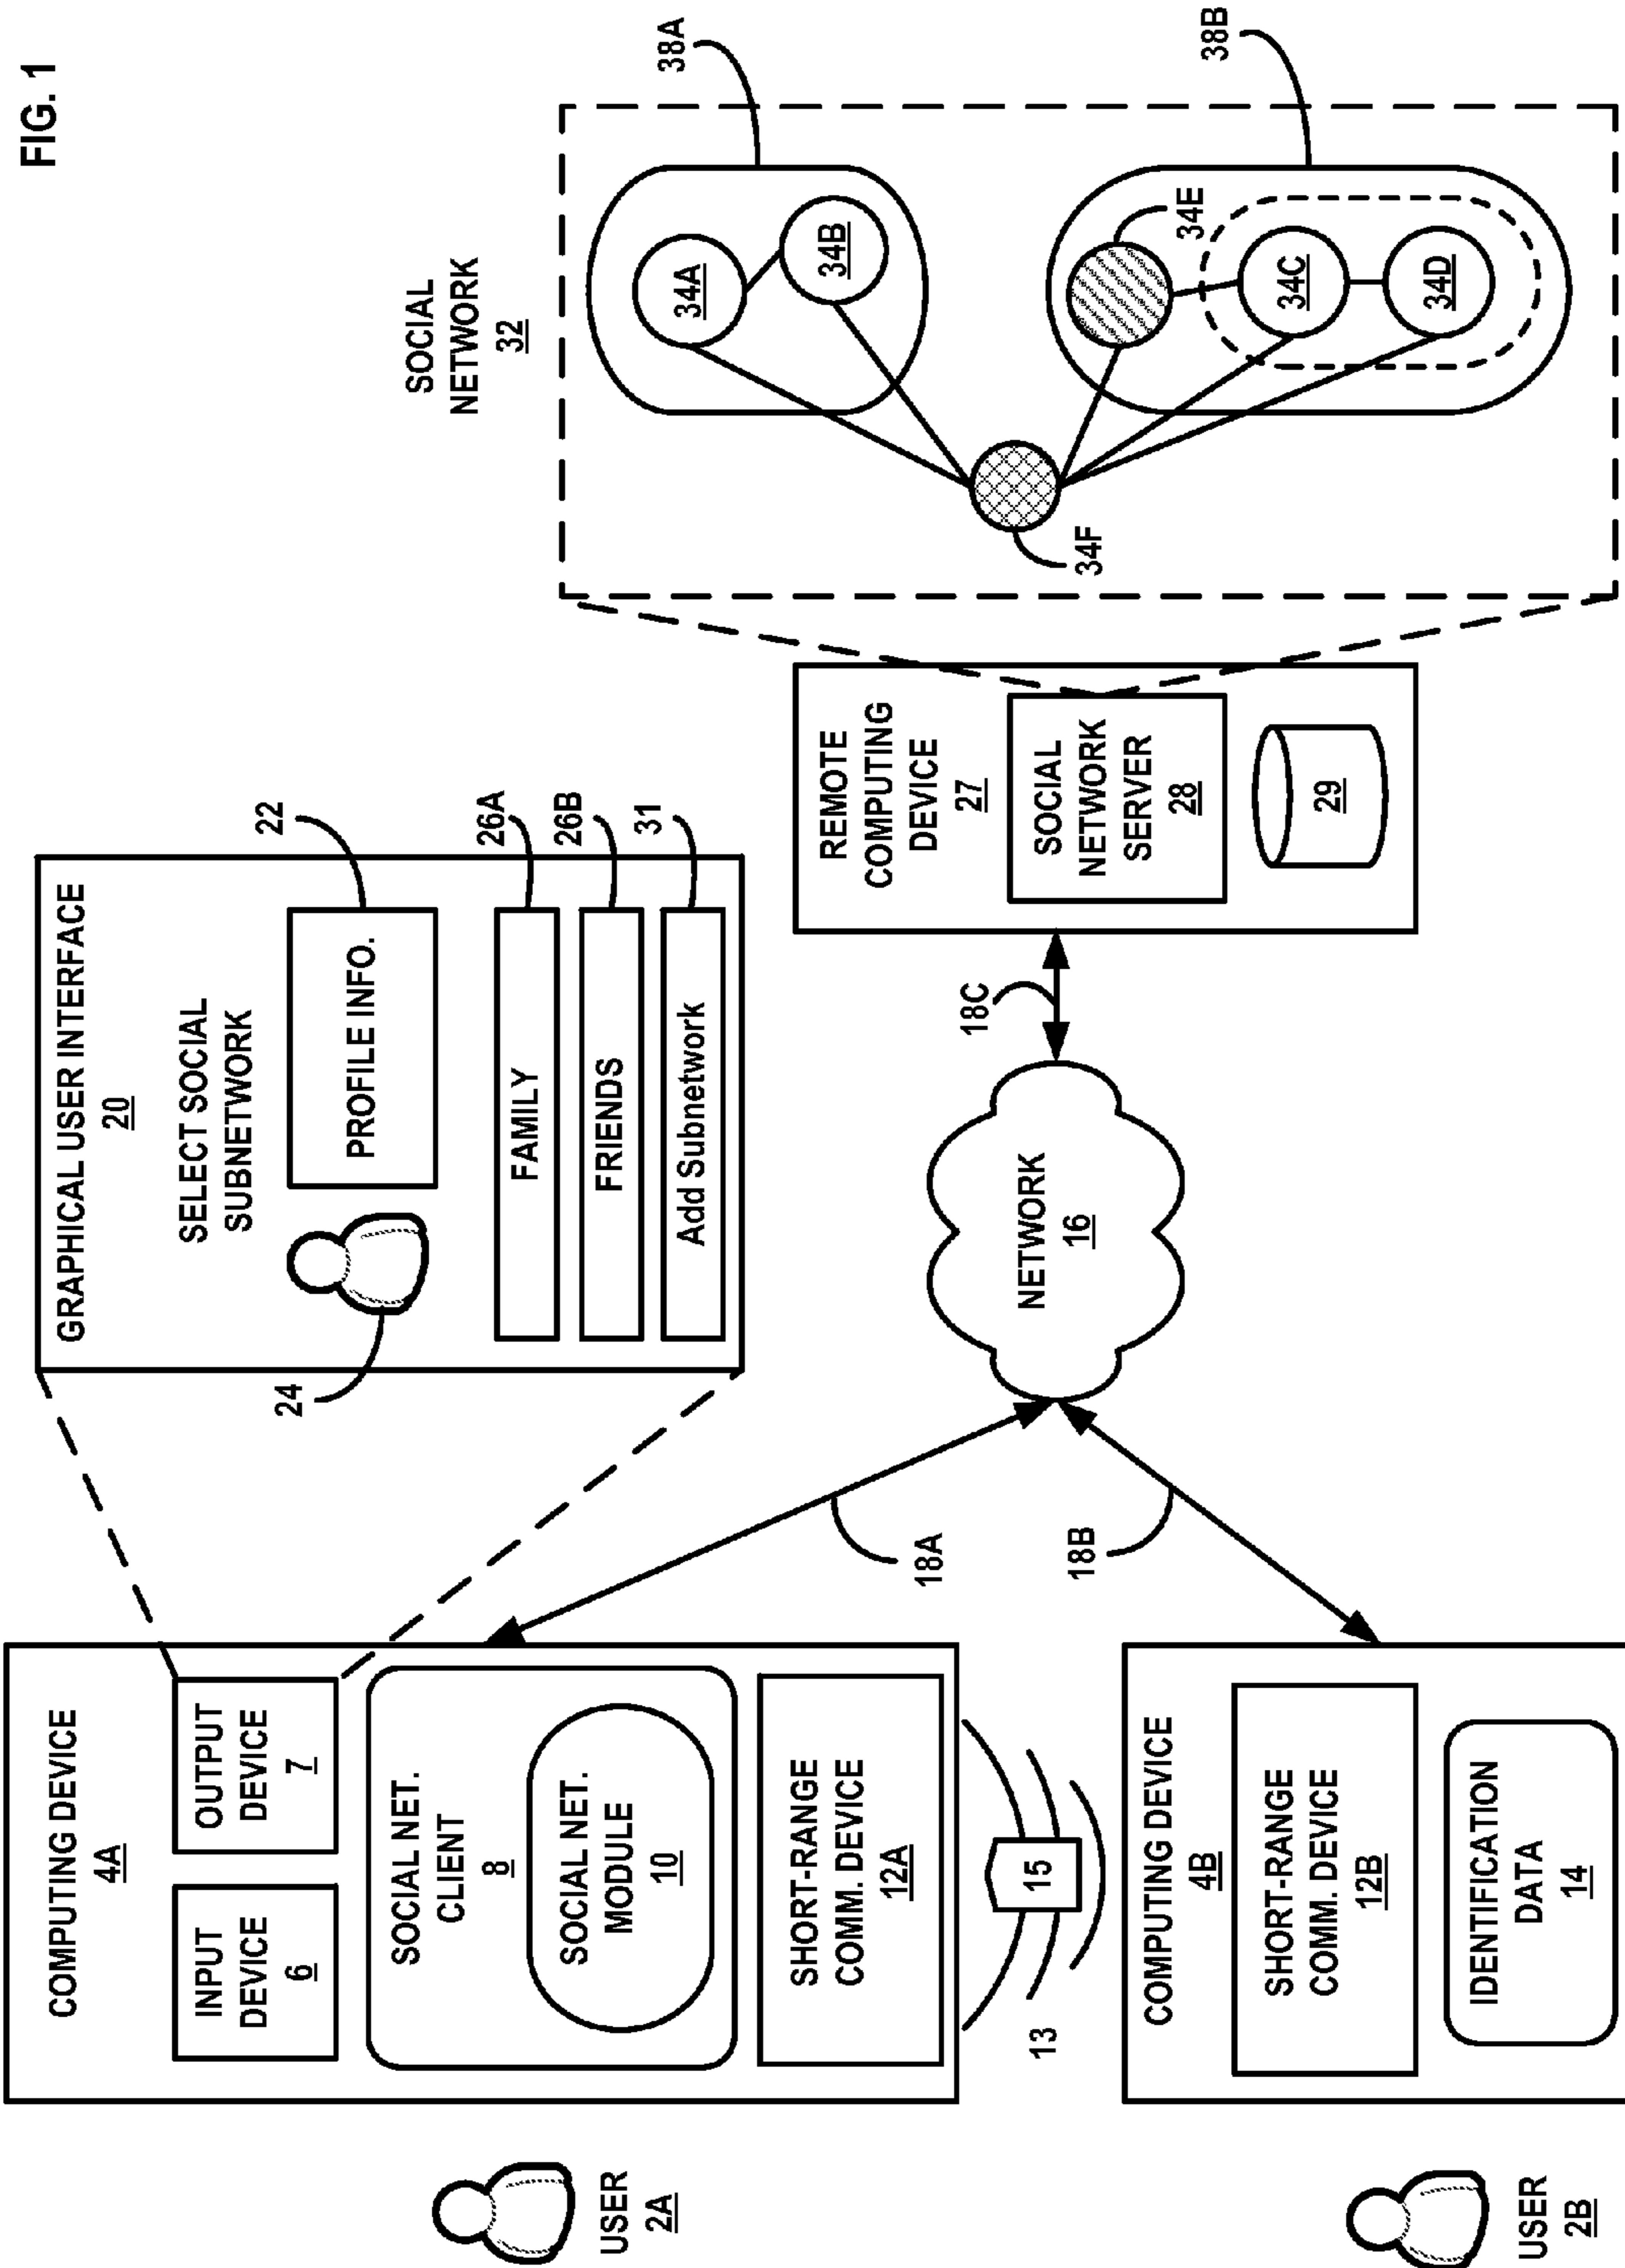 FIG. 1
USER
2A
USER
2B
COMPUTING DEVICE
4A
INPUT
DEVICE
6
OUTPUT
DEVICE
7
SOCIAL NET.
CLIENT
8
SOCIAL NET.
MODULE
10
SHORT-RANGE
COMM. DEVICE
12A
13
15
COMPUTING DEVICE
4B
SHORT-RANGE
COMM. DEVICE
12B
IDENTIFICATION
DATA
14
GRAPHICAL USER INTERFACE
20
SELECT SOCIAL
SUBNETWORK
24
PROFILE INFO.
22
FAMILY
26A
FRIENDS
26B
Add Subnetwork
31
18A
18B
NETWORK
16
18C
REMOTE
COMPUTING
DEVICE
27
SOCIAL
NETWORK
SERVER
28
29
SOCIAL
NETWORK
32
38A
34A
34B
34F
38B
34E
34C
34D